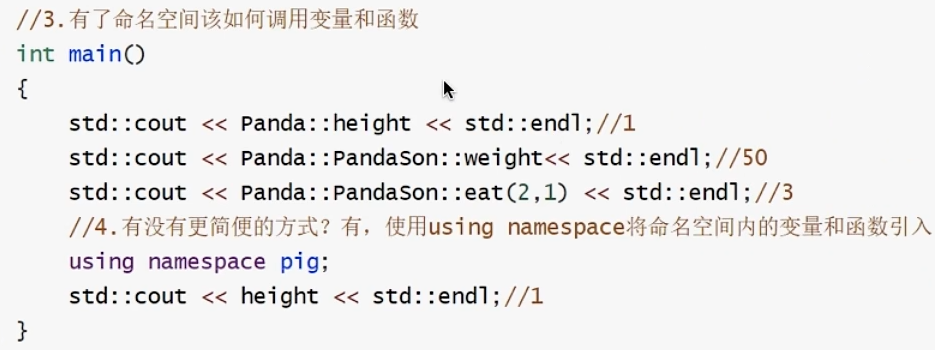 //3.有了命名空间该如何调用变量和函数
int main()
{
    std::cout << Panda::height << std::endl;//1
    std::cout << Panda::PandaSon::weight<< std::endl;//50
    std::cout << Panda::PandaSon::eat(2,1) << std::endl;//3
    //4.有没有更简便的方式？有，使用using namespace将命名空间内的变量和函数引入
    using namespace pig;
    std::cout << height << std::endl;//1
}